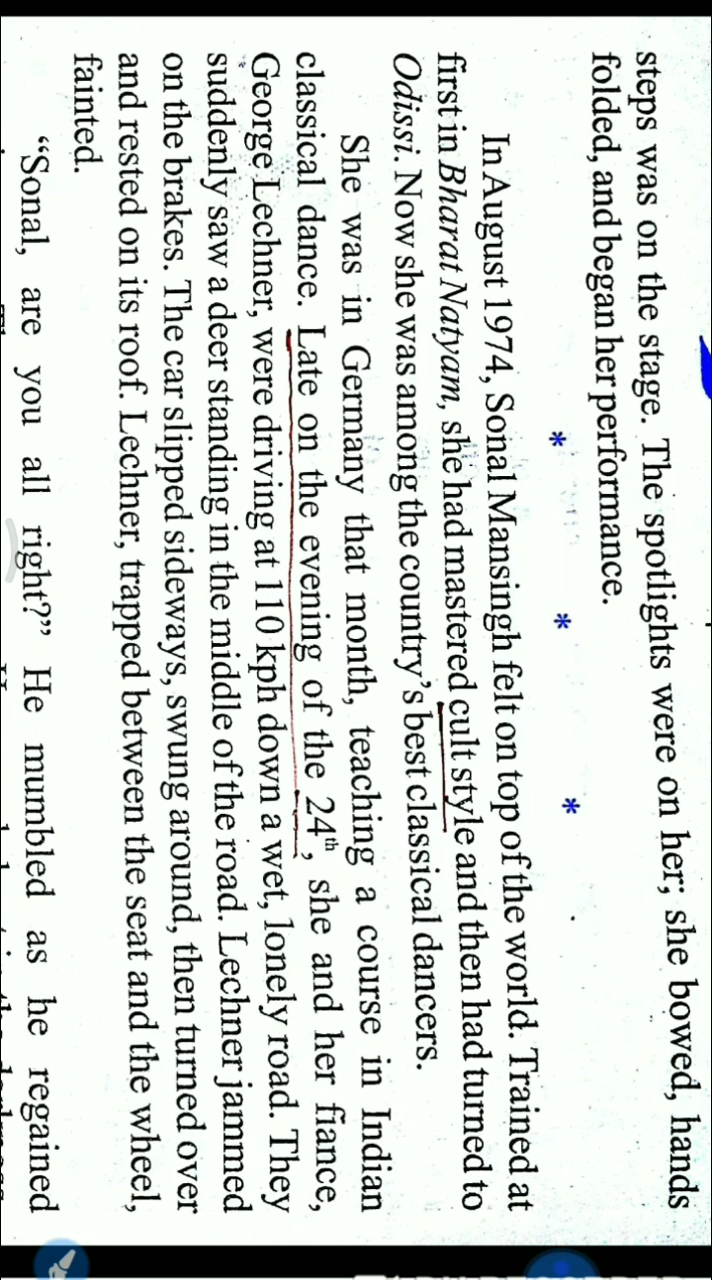 steps was on the stage. The spotlights were on her; she bowed, hands
folded, and began her performance.
* * *
In August 1974, Sonal Mansingh felt on top of the world. Trained at
first in Bharat Natyam, she had mastered cult style and then had turned to
Odissi. Now she was among the country's best classical dancers.
She was in Germany that month, teaching a course in Indian
classical dance. Late on the evening of the 24th, she and her fiance,
George Lechner, were driving at 110 kph down a wet, lonely road. They
suddenly saw a deer standing in the middle of the road. Lechner jammed
on the brakes. The car slipped sideways, swung around, then turned over
and rested on its roof. Lechner, trapped between the seat and the wheel,
fainted.
“Sonal, are you all right?” He mumbled as he regained